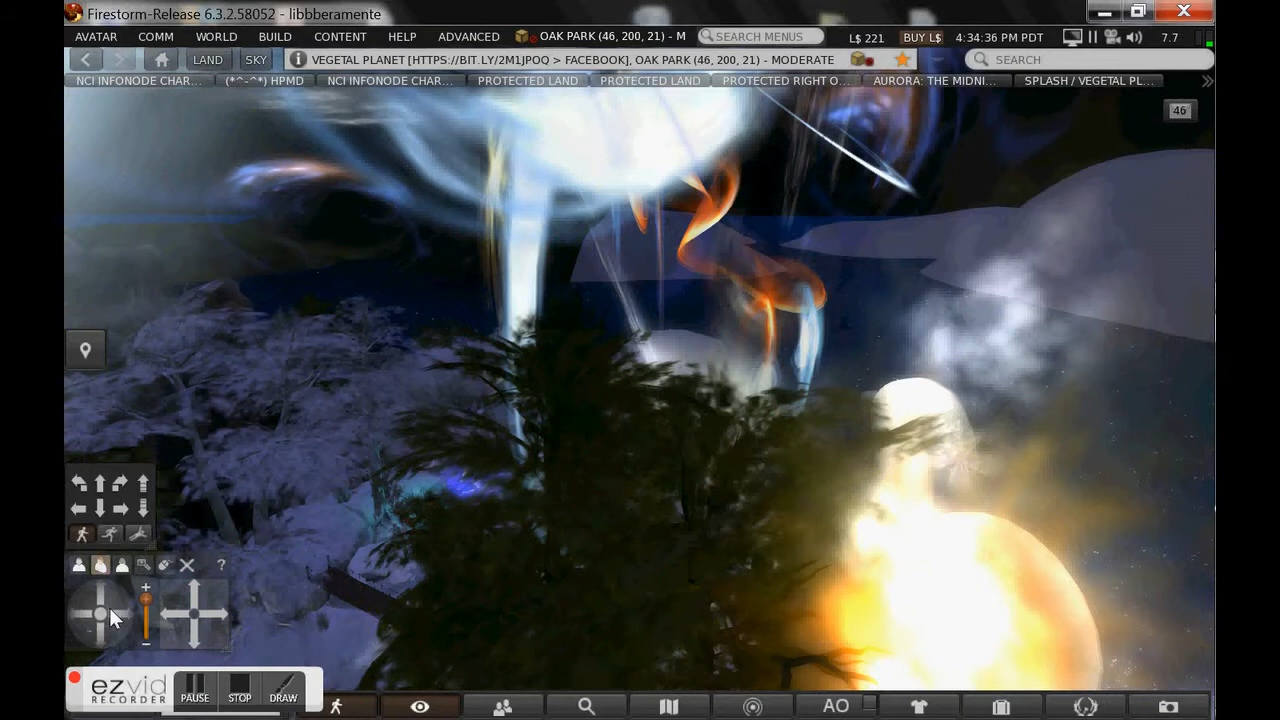 Firestorm-Release 6.3.2.58052 - libbberamente
AVATAR COMM WORLD BUILD CONTENT HELP ADVANCED OAK PARK (46, 200, 21) - M SEARCH MENUS L$ 221 BUY L$ 4:34:36 PM PDT 7.7
LAND SKY VEGETAL PLANET [HTTPS://BIT.LY/2N1JPOQ > FACEBOOK], OAK PARK (46, 200, 21) - MODERATE SEARCH
NCI INFONODE CHAR... (*^-^*) HPMD NCI INFONODE CHAR... PROTECTED LAND PROTECTED LAND PROTECTED RIGHT O... AURORA: THE MIDNI... SPLASH / VEGETAL PL...
46
?
+
-
ezvid
RECORDER
PAUSE STOP DRAW
AO